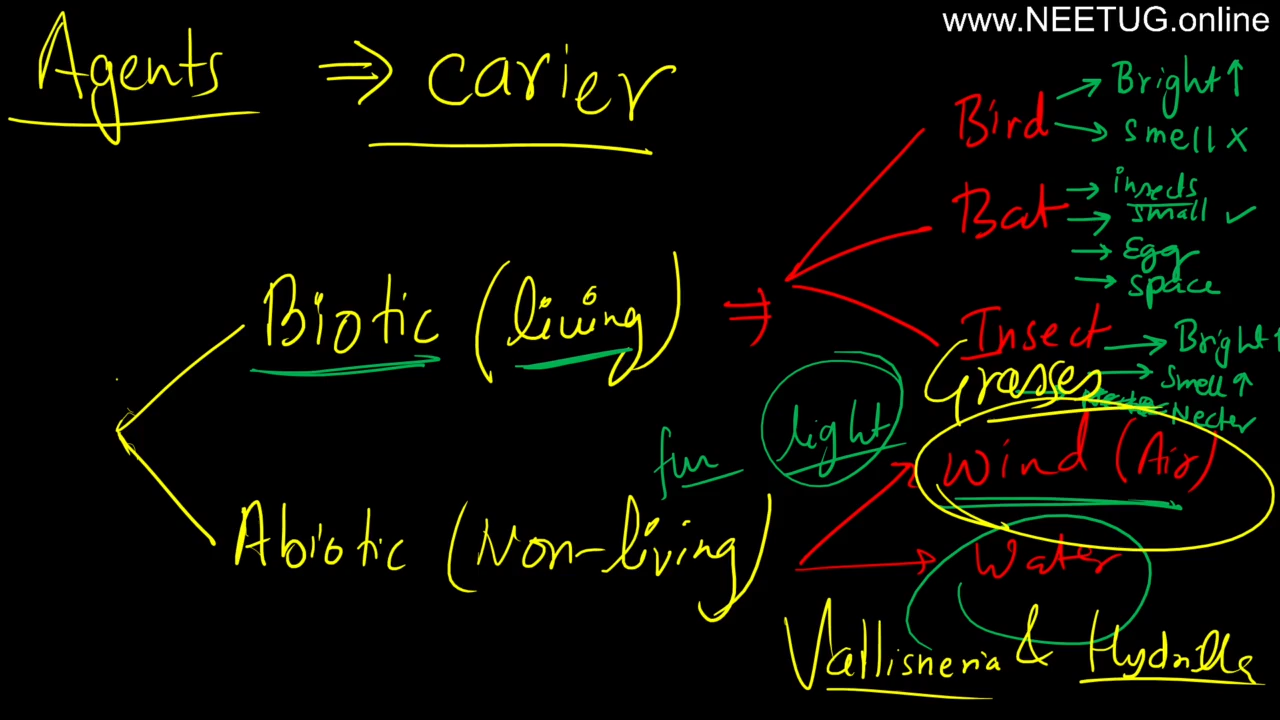 www.NEETUG.online
Agents ⇒ carier
Bird → Bright ↑
→ smell x
Bat → insects
→ small ✓
→ Egg
→ space
Biotic (living) ⇒
Insect → Bright ↑
→ smell ↑
Necter
Grasses
light
Wind (Air)
Abiotic (Non-living)
Water
Vallisneria & Hydrilla